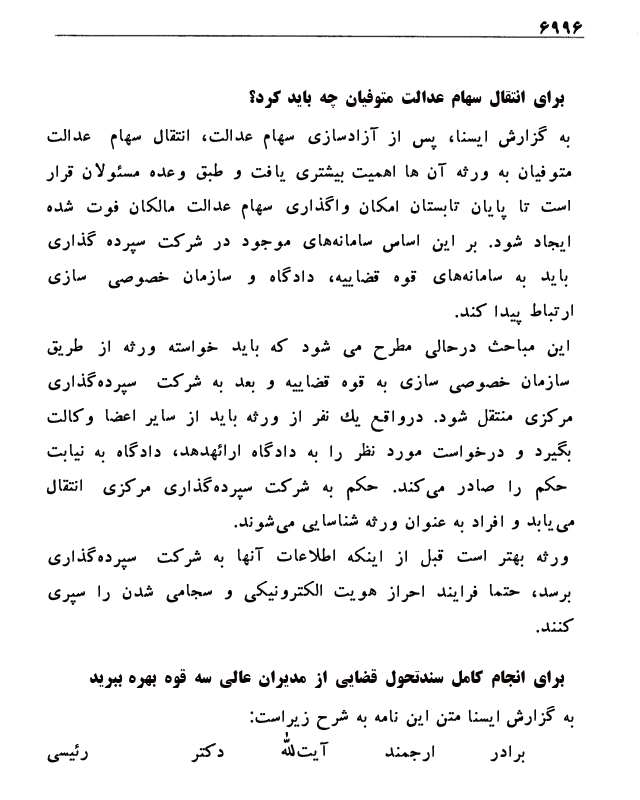 ۶۹۹۶
برای انتقال سهام عدالت متوفیان چه باید کرد؟
به گزارش ایسنا، پس از آزادسازی سهام عدالت، انتقال سهام عدالت
متوفیان به ورثه آن ها اهمیت بیشتری یافت و طبق وعده مسئولان قرار
است تا پایان تابستان امکان واگذاری سهام عدالت مالکان فوت شده
ایجاد شود. بر این اساس سامانه‌های موجود در شرکت سپرده گذاری
باید به سامانه‌های قوه قضاییه، دادگاه و سازمان خصوصی سازی
ارتباط پیدا کند.
این مباحث درحالی مطرح می شود که باید خواسته ورثه از طریق
سازمان خصوصی سازی به قوه قضاییه و بعد به شرکت سپرده‌گذاری
مرکزی منتقل شود. درواقع یك نفر از ورثه باید از سایر اعضا وکالت
بگیرد و درخواست مورد نظر را به دادگاه ارائهدهد، دادگاه به نیابت
حکم را صادر می‌کند. حکم به شرکت سپرده‌گذاری مرکزی انتقال
می‌یابد و افراد به عنوان ورثه شناسایی می‌شوند.
ورثه بهتر است قبل از اینکه اطلاعات آنها به شرکت سپرده‌گذاری
برسد، حتما فرایند احراز هویت الکترونیکی و سجامی شدن را سپری
کنند.
برای انجام کامل سندتحول قضایی از مدیران عالی سه قوه بهره ببرید
به گزارش ایسنا متن این نامه به شرح زیراست:
برادر ارجمند آیت‌الله دکتر رئیسی